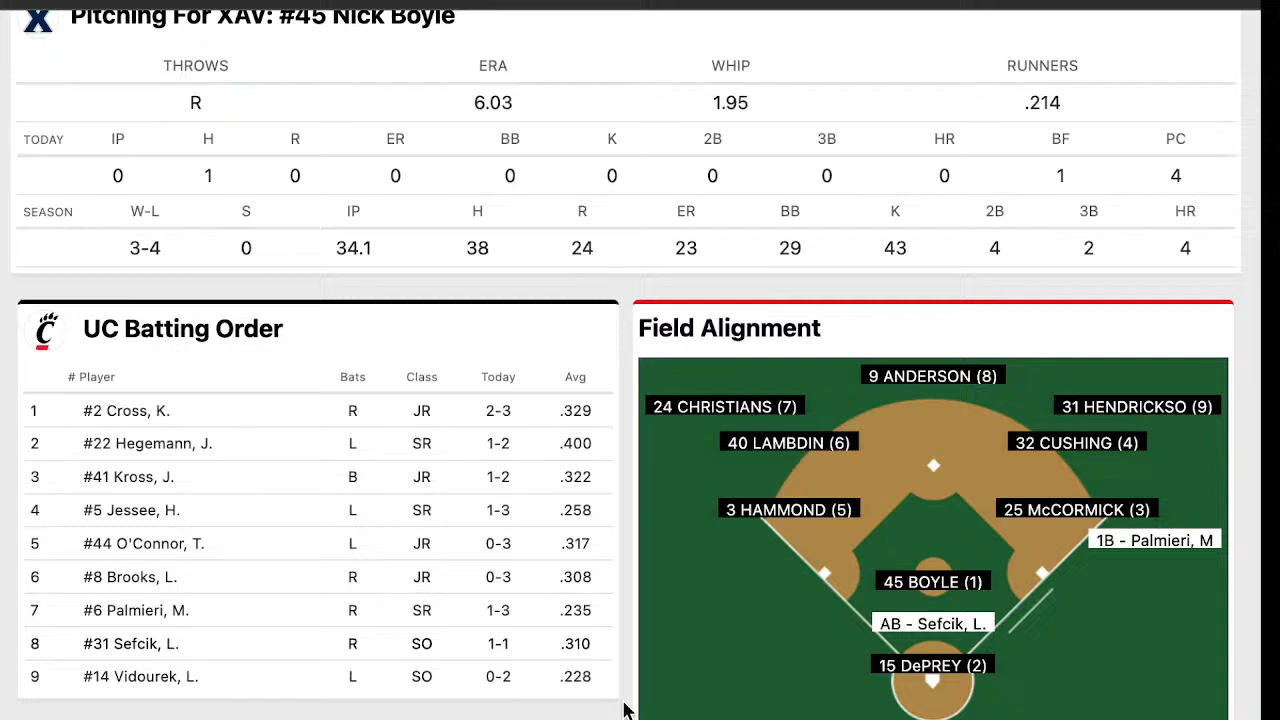 Pitching For XAV: #45 Nick Boyle
THROWS ERA WHIP RUNNERS
R 6.03 1.95 .214
TODAY IP H R ER BB K 2B 3B HR BF PC
0 1 0 0 0 0 0 0 0 1 4
SEASON W-L S IP H R ER BB K 2B 3B HR
3-4 0 34.1 38 24 23 29 43 4 2 4
UC Batting Order
# Player Bats Class Today Avg
1 #2 Cross, K. R JR 2-3 .329
2 #22 Hegemann, J. L SR 1-2 .400
3 #41 Kross, J. B JR 1-2 .322
4 #5 Jessee, H. L SR 1-3 .258
5 #44 O'Connor, T. L JR 0-3 .317
6 #8 Brooks, L. R JR 0-3 .308
7 #6 Palmieri, M. R SR 1-3 .235
8 #31 Sefcik, L. R SO 1-1 .310
9 #14 Vidourek, L. L SO 0-2 .228
Field Alignment
9 ANDERSON (8)
24 CHRISTIANS (7) 31 HENDRICKSO (9)
40 LAMBDIN (6) 32 CUSHING (4)
3 HAMMOND (5) 25 McCORMICK (3)
1B - Palmieri, M
45 BOYLE (1)
AB - Sefcik, L.
15 DePREY (2)